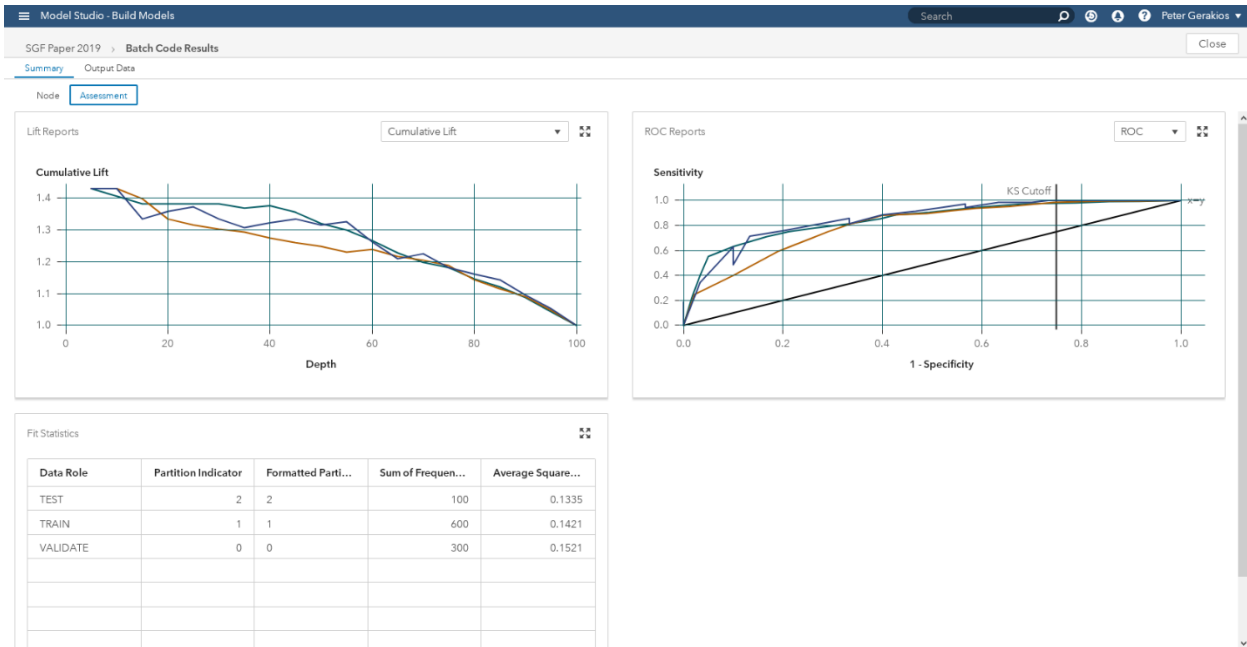 Model Studio - Build Models
Search
Peter Gerakios
SGF Paper 2019 > Batch Code Results
Close
Summary Output Data
Node Assessment
Lift Reports
Cumulative Lift
Cumulative Lift
1.4
1.3
1.2
1.1
1.0
0 20 40 60 80 100
Depth
ROC Reports
ROC
Sensitivity
KS Cutoff
1.0
x=y
0.8
0.6
0.4
0.2
0.0
0.0 0.2 0.4 0.6 0.8 1.0
1 - Specificity
Fit Statistics
Data Role Partition Indicator Formatted Parti... Sum of Frequen... Average Square...
TEST 2 2 100 0.1335
TRAIN 1 1 600 0.1421
VALIDATE 0 0 300 0.1521